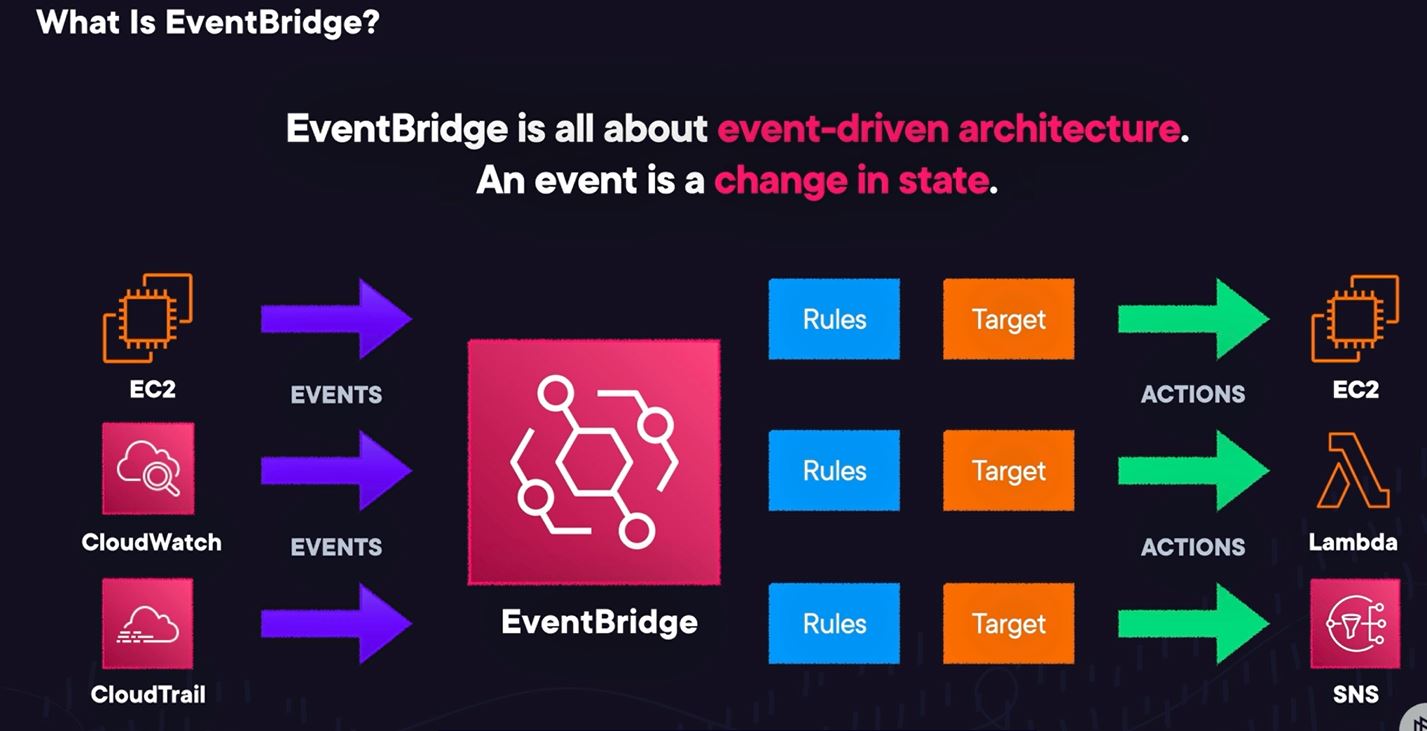 What Is EventBridge?
EventBridge is all about event-driven architecture.
An event is a change in state.
Rules
Target
EC2
EVENTS
ACTIONS
EC2
Rules
Target
CloudWatch
EVENTS
ACTIONS
Lambda
EventBridge
Rules
Target
CloudTrail
SNS